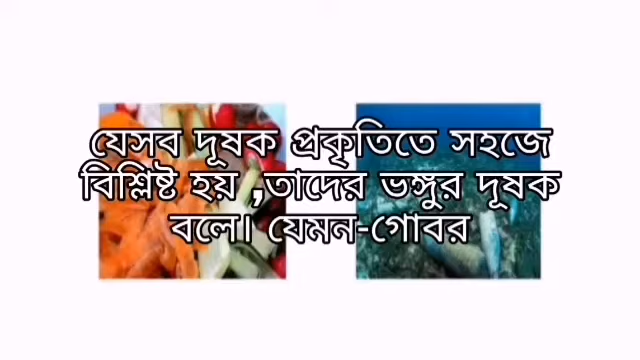 যেসব দূষক প্রকৃতিতে সহজে
বিশ্লিষ্ট হয় ,তাদের ভঙ্গুর দূষক
বলে। যেমন-গোবর